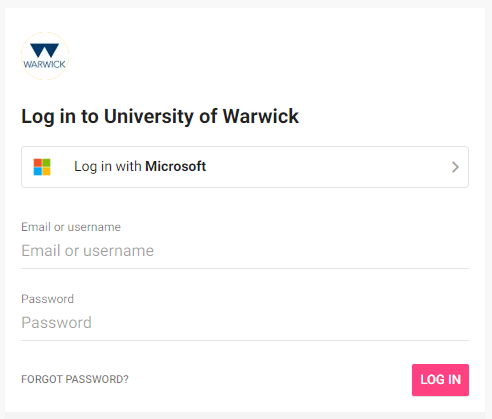 WARWICK
Log in to University of Warwick
Log in with Microsoft
Email or username
Email or username
Password
Password
FORGOT PASSWORD?
LOG IN